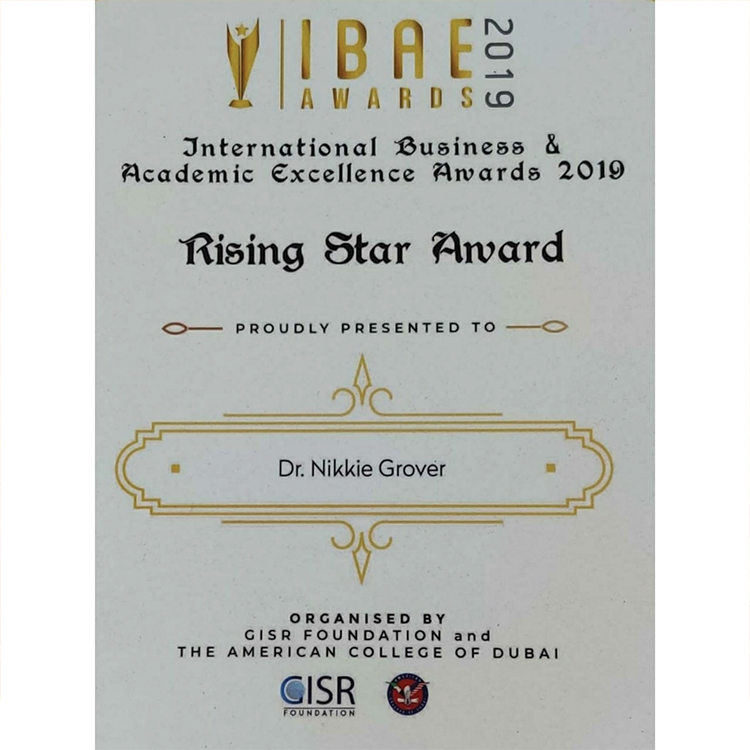 IBAE 2019
AWARDS
International Business &
Academic Excellence Awards 2019
Rising Star Award
PROUDLY PRESENTED TO
Dr. Nikkie Grover
ORGANISED BY
GISR FOUNDATION and
THE AMERICAN COLLEGE OF DUBAI
GISR
FOUNDATION